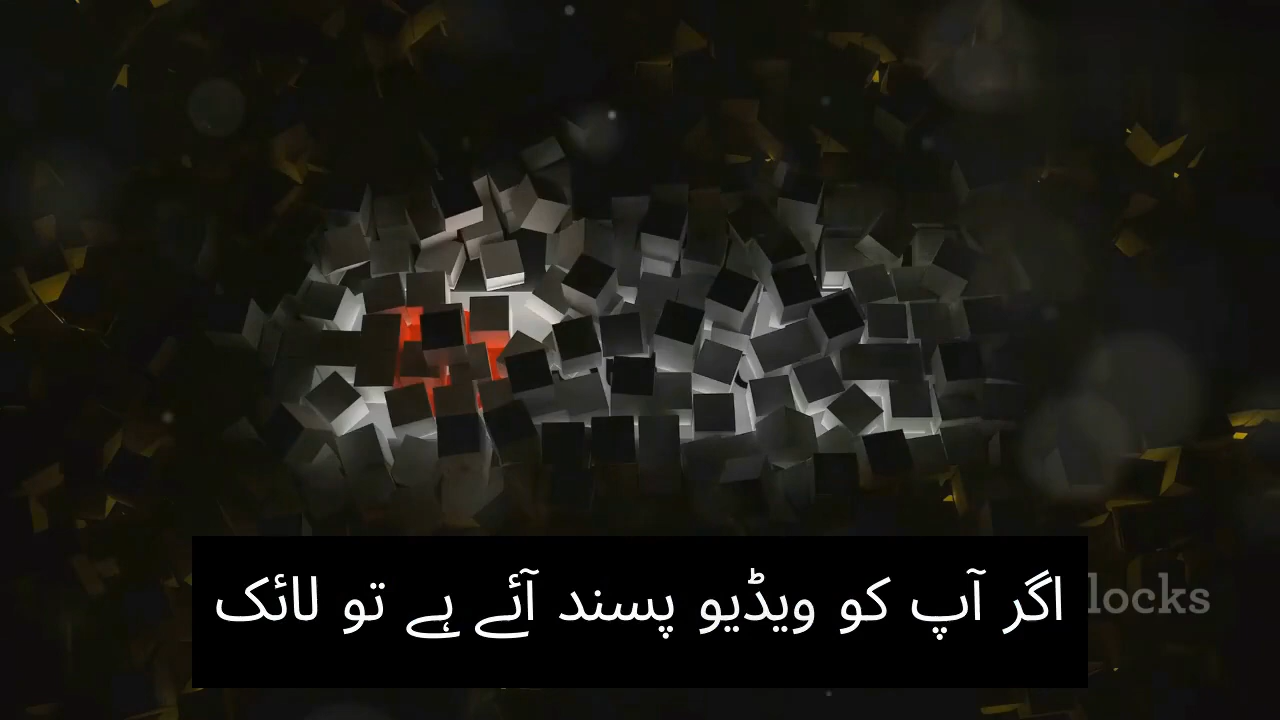 اگر آپ کو ویڈیو پسند آئے ہے تو لائک
locks